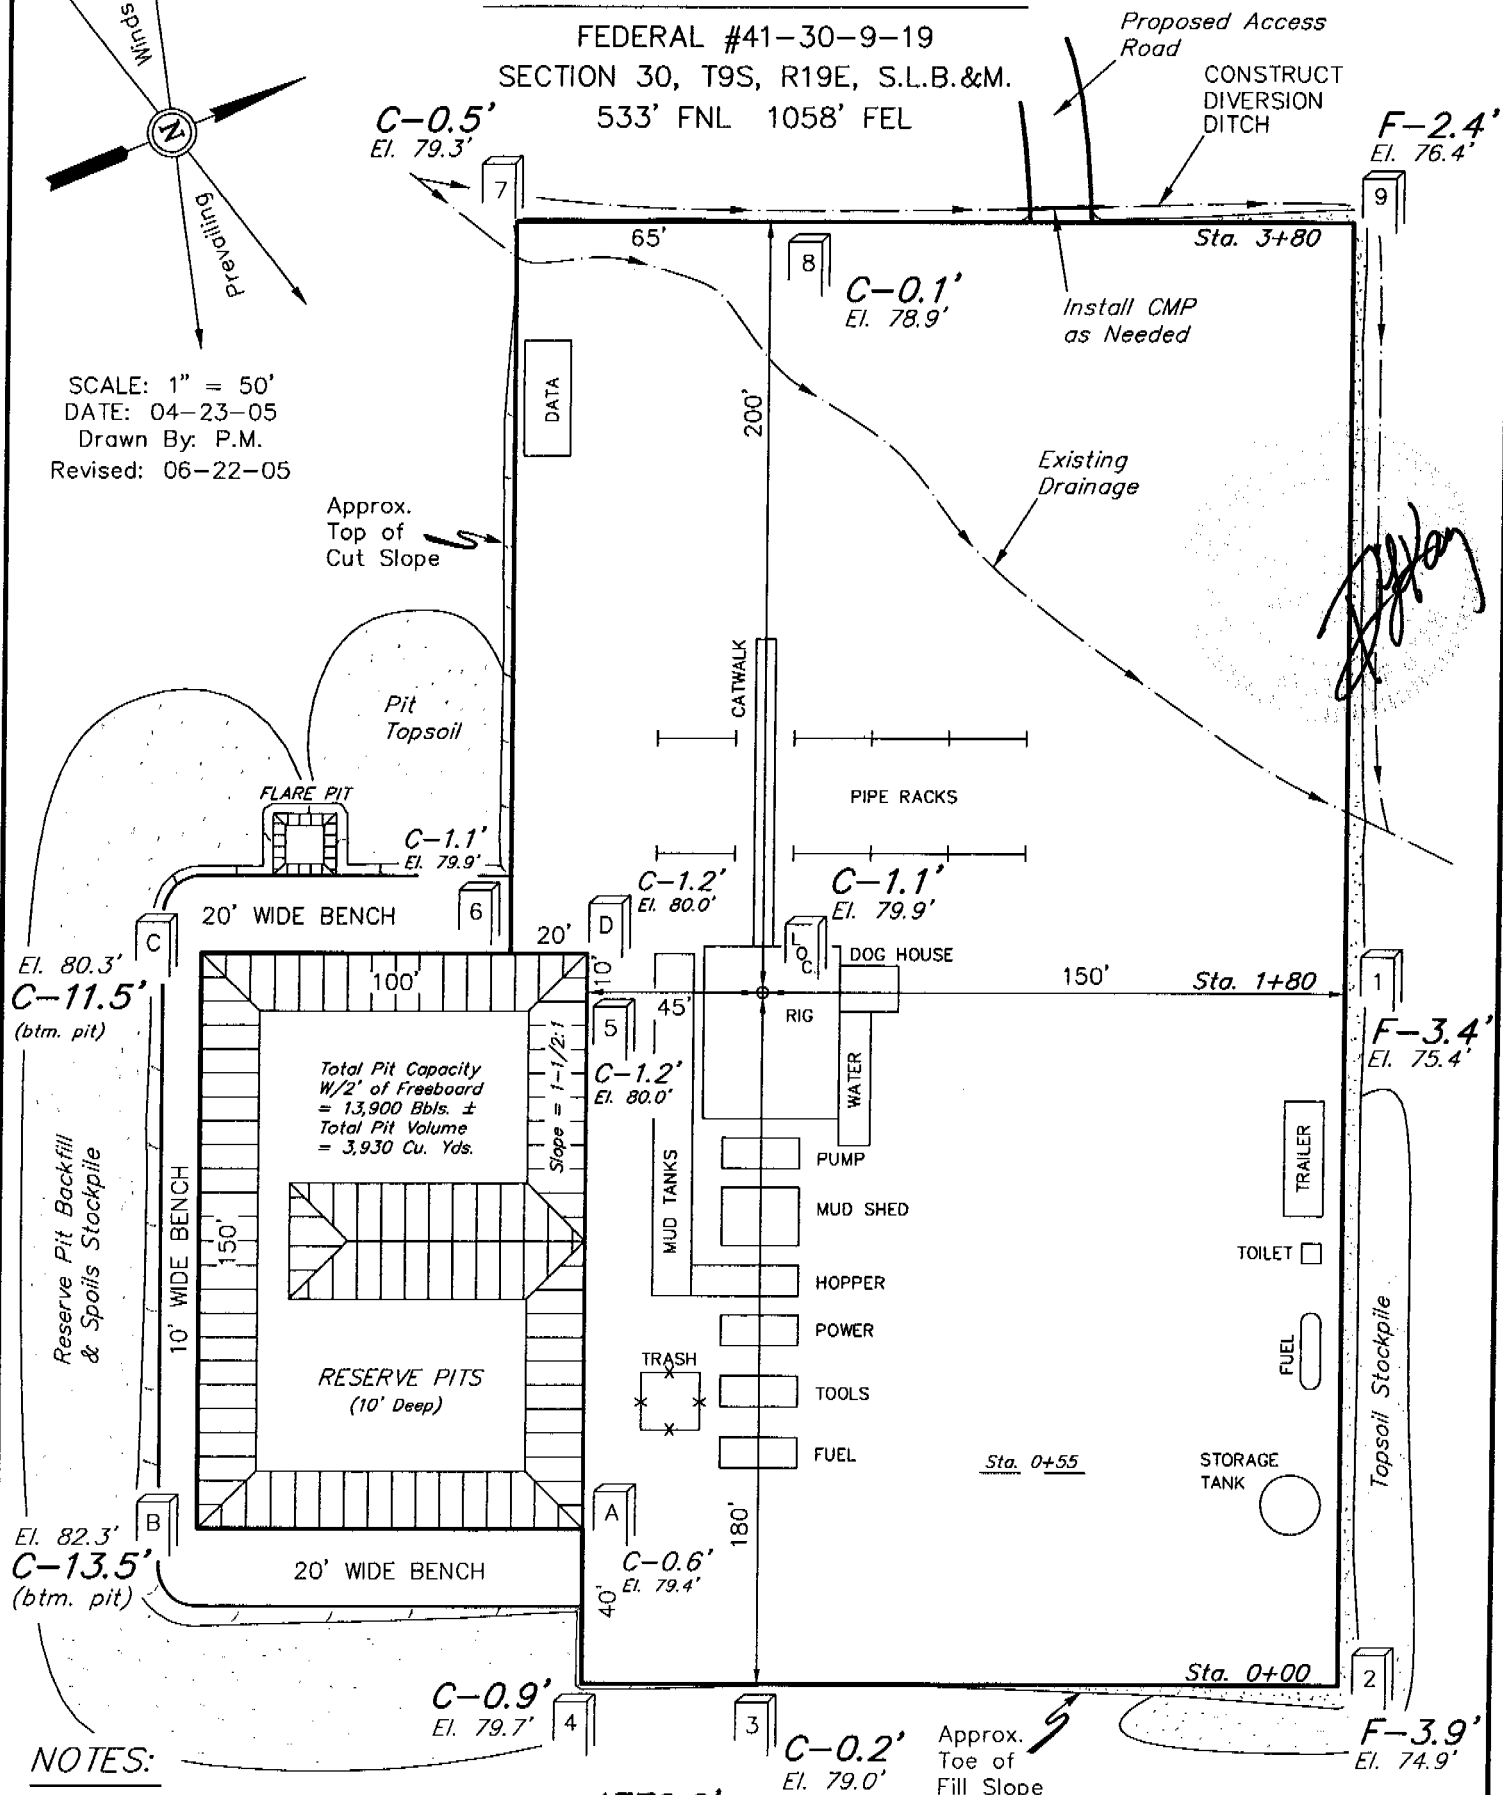 FEDERAL #41-30-9-19
SECTION 30, T9S, R19E, S.L.B.&M.
533' FNL 1058' FEL
Winds
N
Prevailing
SCALE: 1" = 50'
DATE: 04-23-05
Drawn By: P.M.
Revised: 06-22-05
Proposed Access
Road
CONSTRUCT
DIVERSION
DITCH
C-0.5'
El. 79.3'
7
F-2.4'
El. 76.4'
9
65'
8
C-0.1'
El. 78.9'
Sta. 3+80
Install CMP
as Needed
DATA
200'
Existing
Drainage
Approx.
Top of
Cut Slope
Pit
Topsoil
CATWALK
PIPE RACKS
FLARE PIT
C-1.1'
El. 79.9'
6
20' WIDE BENCH
C
El. 80.3'
C-11.5'
(btm. pit)
20'
D
C-1.2'
El. 80.0'
C-1.1'
El. 79.9'
LOC.
DOG HOUSE
100'
10'
45'
RIG
150'
Sta. 1+80
1
F-3.4'
El. 75.4'
5
C-1.2'
El. 80.0'
WATER
Total Pit Capacity
W/2' of Freeboard
= 13,900 Bbls. ±
Total Pit Volume
= 3,930 Cu. Yds.
Slope = 1-1/2:1
MUD TANKS
PUMP
MUD SHED
HOPPER
POWER
TRASH
TOOLS
FUEL
TRAILER
TOILET
FUEL
Topsoil Stockpile
Reserve Pit Backfill
& Spoils Stockpile
10' WIDE BENCH
150'
RESERVE PITS
(10' Deep)
Sta. 0+55
STORAGE
TANK
B
El. 82.3'
C-13.5'
(btm. pit)
20' WIDE BENCH
A
C-0.6'
El. 79.4'
40'
180'
Sta. 0+00
2
F-3.9'
El. 74.9'
C-0.9'
El. 79.7'
4
3
C-0.2'
El. 79.0'
Approx.
Toe of
Fill Slope
NOTES: